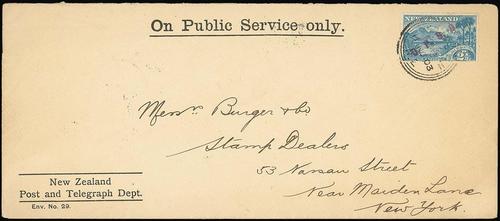 On Public Service only.
NEW ZEALAND
Messrs Burger & Co
Stamp Dealers
53 Nassau Street
Near Maiden Lane
New York.
New Zealand
Post and Telegraph Dept.
Env. No. 29.